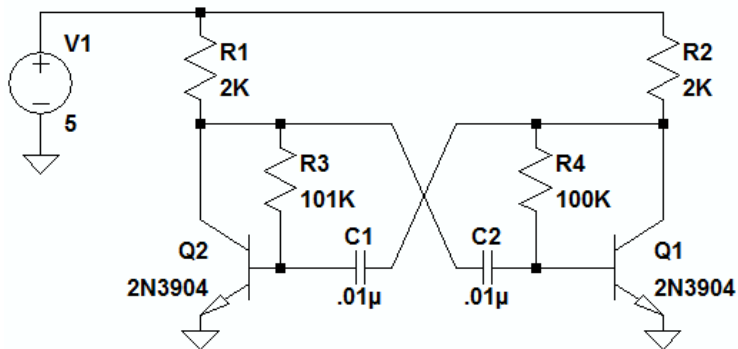 V1
5
R1
2K
R2
2K
R3
101K
R4
100K
C1
.01µ
C2
.01µ
Q2
2N3904
Q1
2N3904